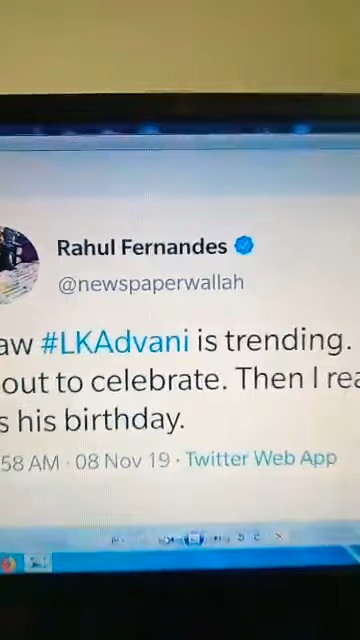 Rahul Fernandes
@newspaperwallah
aw #LKAdvani is trending.
out to celebrate. Then I rea
s his birthday.
58 AM · 08 Nov 19 · Twitter Web App